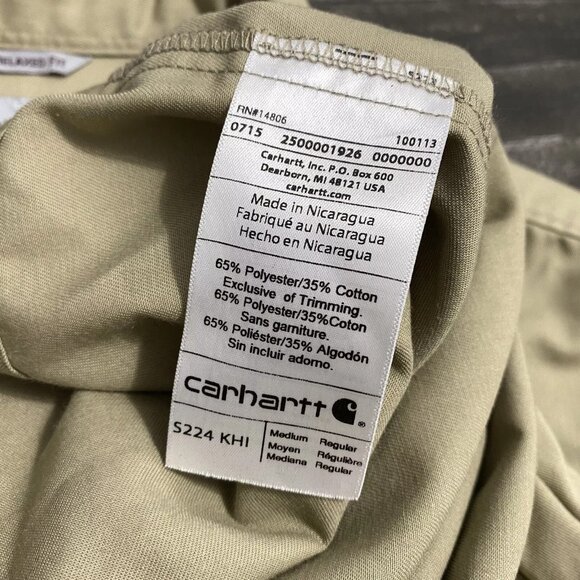 RELAXED FIT
RN#14806 100113
0715 2500001926 0000000
Carhartt, Inc. P.O. Box 600
Dearborn, MI 48121 USA
carhartt.com
Made in Nicaragua
Fabriqué au Nicaragua
Hecho en Nicaragua
65% Polyester/35% Cotton
Exclusive of Trimming.
65% Polyester/35%Coton
Sans garniture.
65% Poliéster/35% Algodón
Sin incluir adorno.
carhartt
S224 KHI
Medium Regular
Moyen Régulière
Mediana Regular